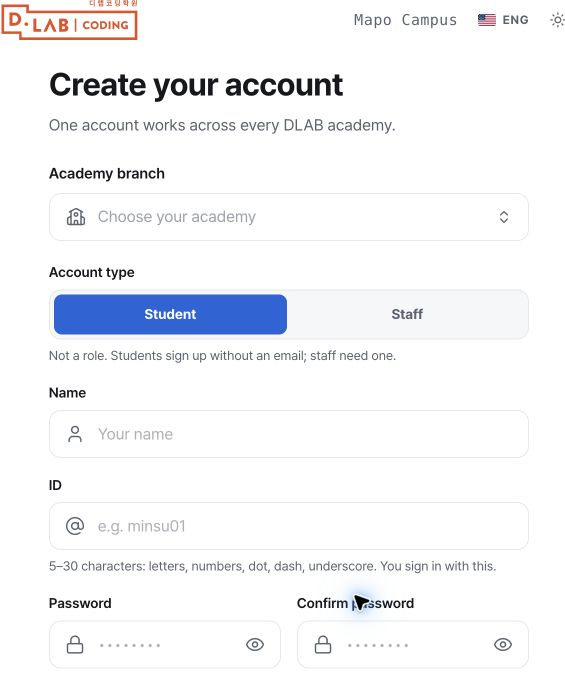 디랩코딩학원
D·LAB | CODING
Mapo Campus
ENG
Create your account
One account works across every DLAB academy.
Academy branch
Choose your academy
Account type
Student
Staff
Not a role. Students sign up without an email; staff need one.
Name
Your name
ID
e.g. minsu01
5–30 characters: letters, numbers, dot, dash, underscore. You sign in with this.
Password
Confirm password